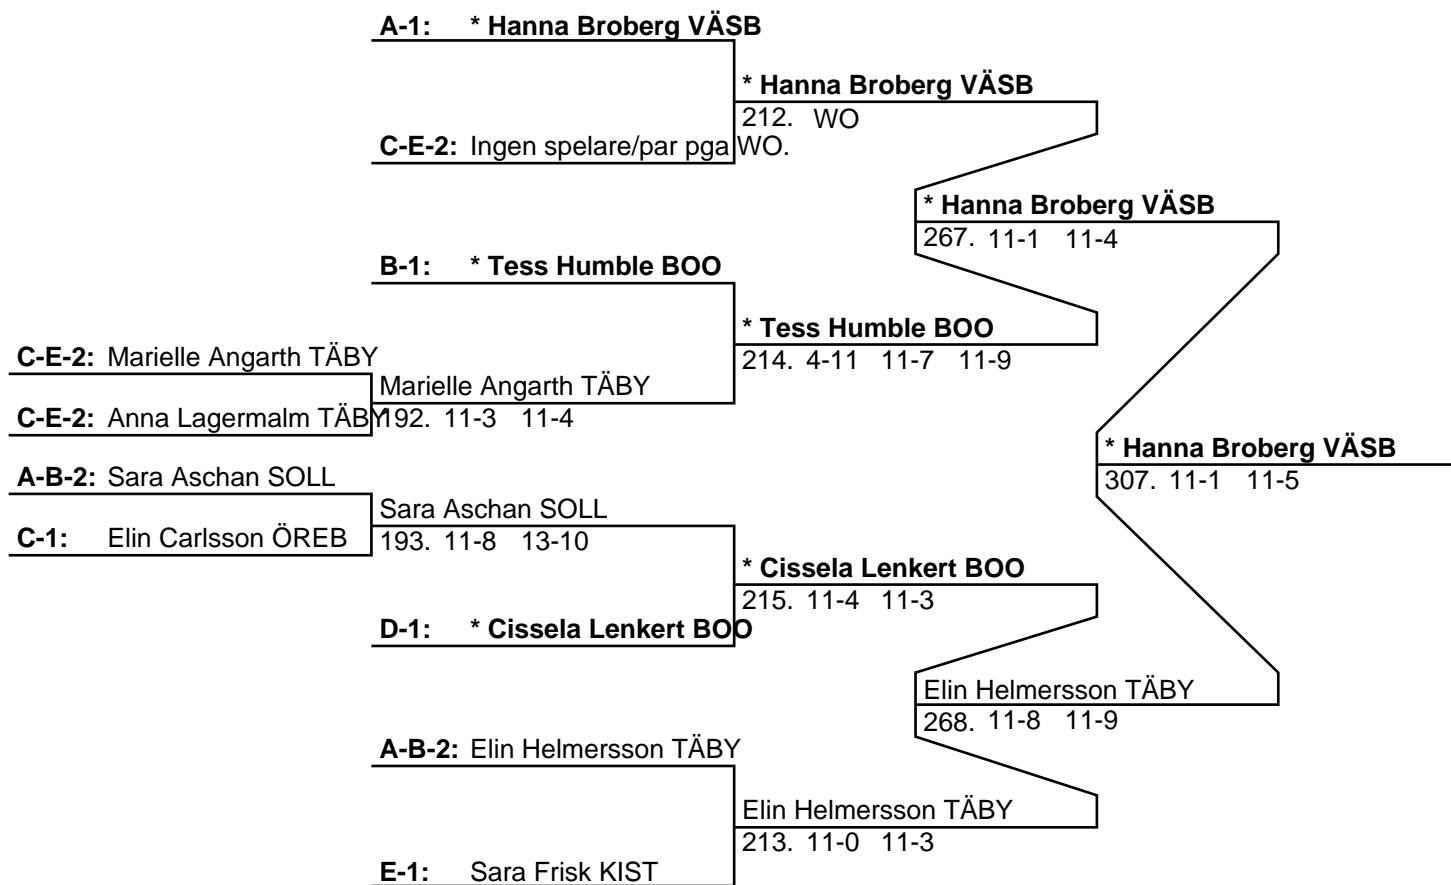 A-1: * Hanna Broberg VÄSB
* Hanna Broberg VÄSB
212. WO
C-E-2: Ingen spelare/par pga WO.
* Hanna Broberg VÄSB
267. 11-1 11-4
B-1: * Tess Humble BOO
* Tess Humble BOO
214. 4-11 11-7 11-9
C-E-2: Marielle Angarth TÄBY
Marielle Angarth TÄBY
192. 11-3 11-4
C-E-2: Anna Lagermalm TÄBY
* Hanna Broberg VÄSB
307. 11-1 11-5
A-B-2: Sara Aschan SOLL
Sara Aschan SOLL
193. 11-8 13-10
C-1: Elin Carlsson ÖREB
* Cissela Lenkert BOO
215. 11-4 11-3
D-1: * Cissela Lenkert BOO
Elin Helmersson TÄBY
268. 11-8 11-9
A-B-2: Elin Helmersson TÄBY
Elin Helmersson TÄBY
213. 11-0 11-3
E-1: Sara Frisk KIST